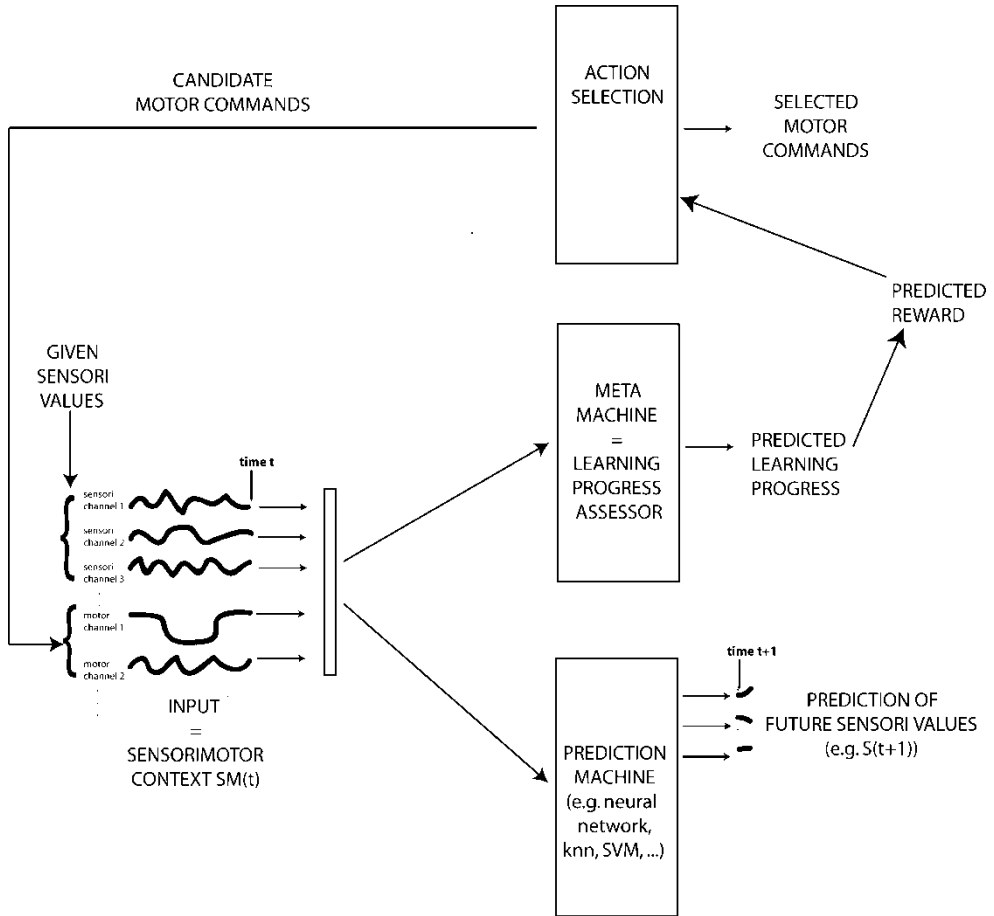 CANDIDATE
MOTOR COMMANDS
ACTION
SELECTION
SELECTED
MOTOR
COMMANDS
PREDICTED
REWARD
GIVEN
SENSORI
VALUES
META
MACHINE
=
LEARNING
PROGRESS
ASSESSOR
PREDICTED
LEARNING
PROGRESS
time t
sensori
channel 1
sensori
channel 2
sensori
channel 3
motor
channel 1
motor
channel 2
INPUT
=
SENSORIMOTOR
CONTEXT SM(t)
PREDICTION
MACHINE
(e.g. neural
network,
knn, SVM, ...)
time t+1
PREDICTION OF
FUTURE SENSORI VALUES
(e.g. S(t+1))